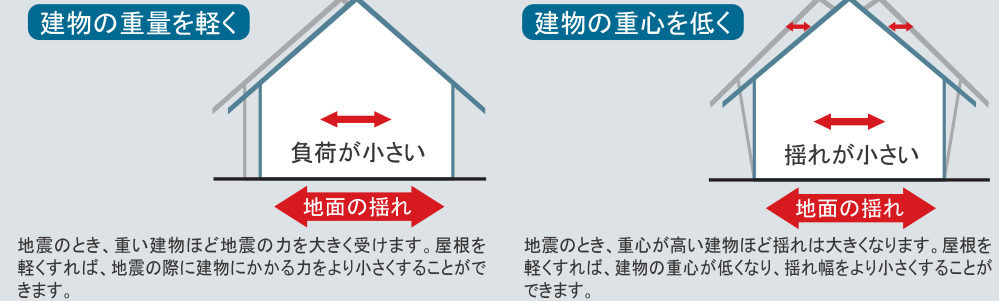 建物の重量を軽く
負荷が小さい
地面の揺れ
地震のとき、重い建物ほど地震の力を大きく受けます。屋根を
軽くすれば、地震の際に建物にかかる力をより小さくすることがで
きます。
建物の重心を低く
揺れが小さい
地面の揺れ
地震のとき、重心が高い建物ほど揺れは大きくなります。屋根を
軽くすれば、建物の重心が低くなり、揺れ幅をより小さくすることが
できます。